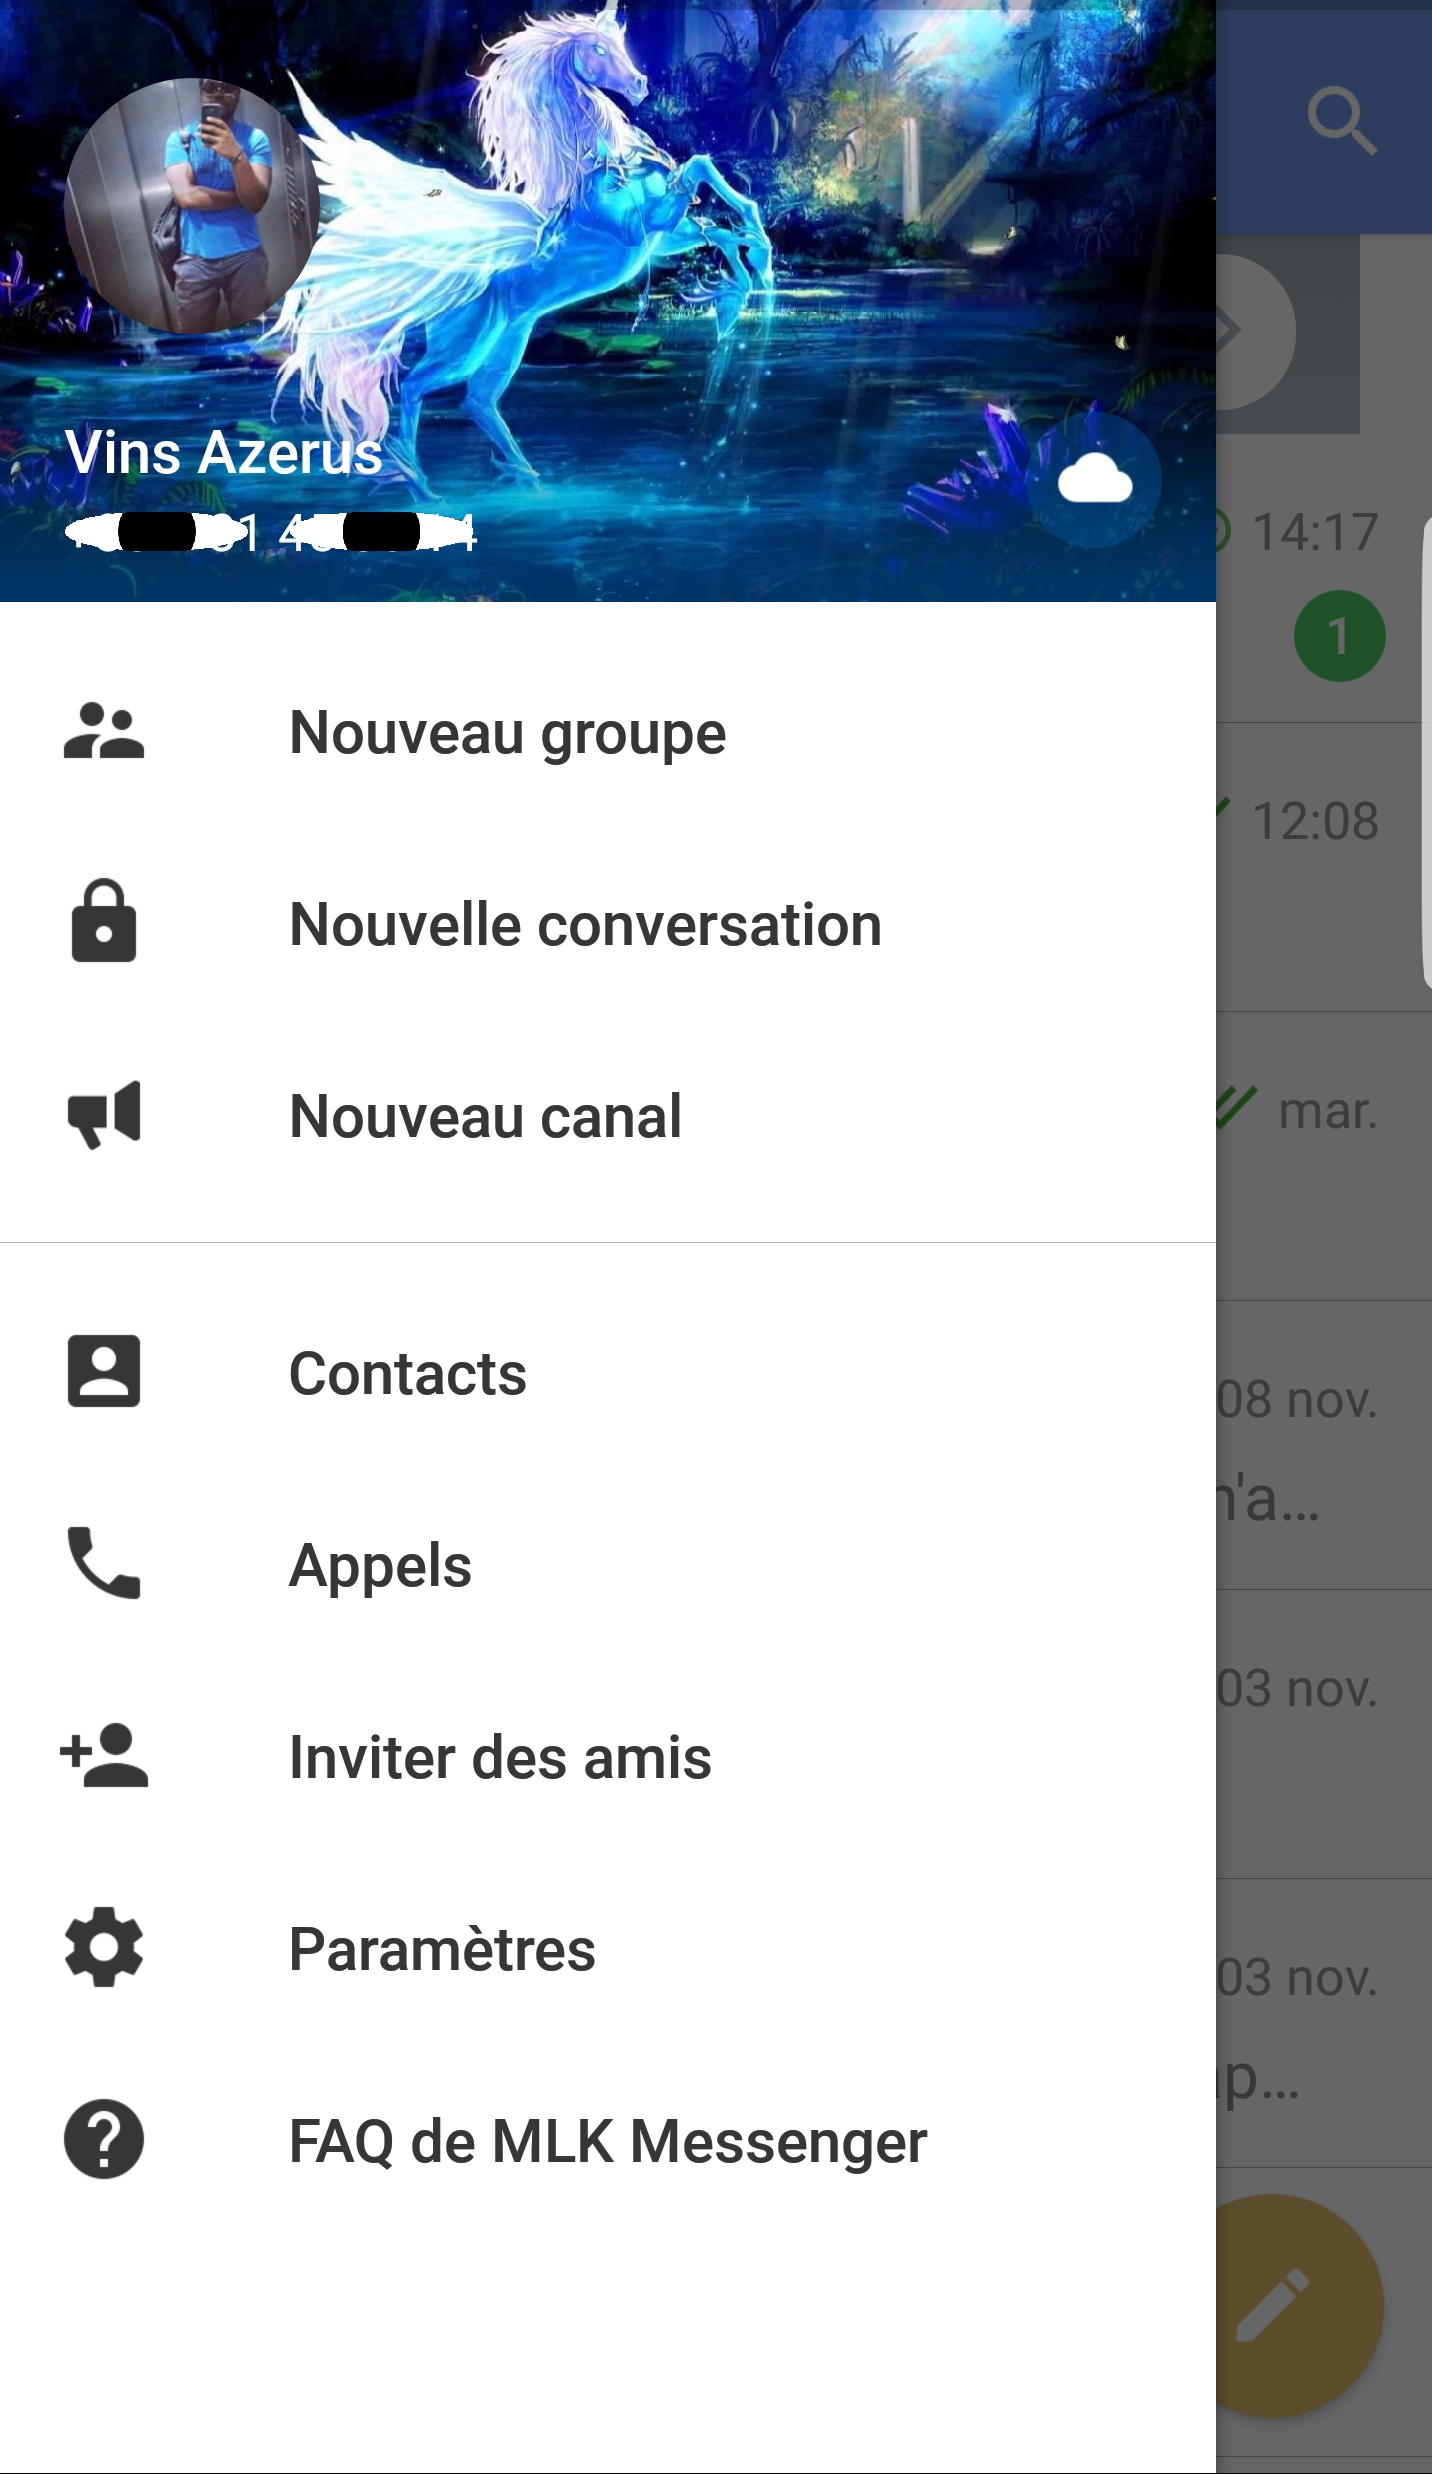 Vins Azerus
14:17
1
12:08
mar.
08 nov.
03 nov.
03 nov.
Nouveau groupe
Nouvelle conversation
Nouveau canal
Contacts
Appels
Inviter des amis
Paramètres
FAQ de MLK Messenger